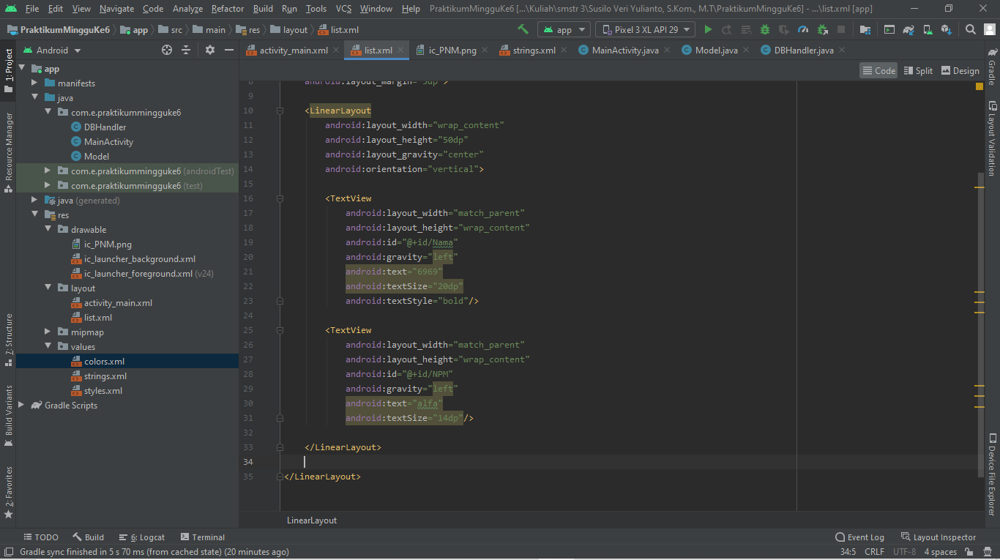 File Edit View Navigate Code Analyze Refactor Build Run Tools VCS Window Help PraktikumMingguKe6 [...\Kuliah\smstr 3\Susilo Veri Yulianto, S.Kom., M.T\PraktikumMingguKe6] - ...\list.xml [app]
PraktikumMingguKe6 app src main res layout list.xml app Pixel 3 XL API 29
Android activity_main.xml list.xml ic_PNM.png strings.xml MainActivity.java Model.java DBHandler.java
Code Split Design
1: Project
Resource Manager
7: Structure
Build Variants
2: Favorites
app
manifests
java
com.e.praktikummingguke6
DBHandler
MainActivity
Model
com.e.praktikummingguke6 (androidTest)
com.e.praktikummingguke6 (test)
java (generated)
res
drawable
ic_PNM.png
ic_launcher_background.xml
ic_launcher_foreground.xml (v24)
layout
activity_main.xml
list.xml
mipmap
values
colors.xml
strings.xml
styles.xml
Gradle Scripts
8 android:layout_margin="5dp">
9
10 <LinearLayout
11 android:layout_width="wrap_content"
12 android:layout_height="50dp"
13 android:layout_gravity="center"
14 android:orientation="vertical">
15
16 <TextView
17 android:layout_width="match_parent"
18 android:layout_height="wrap_content"
19 android:id="@+id/Nama"
20 android:gravity="left"
21 android:text="6969"
22 android:textSize="20dp"
23 android:textStyle="bold"/>
24
25 <TextView
26 android:layout_width="match_parent"
27 android:layout_height="wrap_content"
28 android:id="@+id/NPM"
29 android:gravity="left"
30 android:text="alfa"
31 android:textSize="14dp"/>
32
33 </LinearLayout>
34
35 </LinearLayout>
LinearLayout
Gradle
Layout Validation
Device File Explorer
TODO Build 6: Logcat Terminal Event Log Layout Inspector
Gradle sync finished in 5 s 70 ms (from cached state) (20 minutes ago) 34:5 CRLF UTF-8 4 spaces